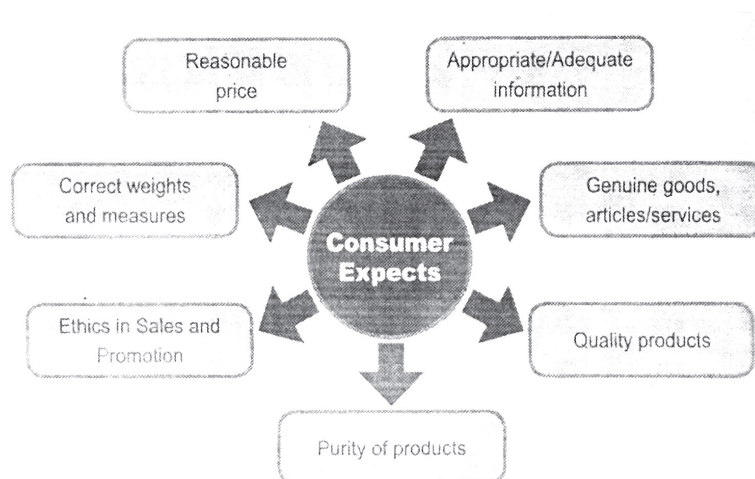 Reasonable
price
Appropriate/Adequate
information
Correct weights
and measures
Genuine goods,
articles/services
Consumer
Expects
Ethics in Sales and
Promotion
Quality products
Purity of products